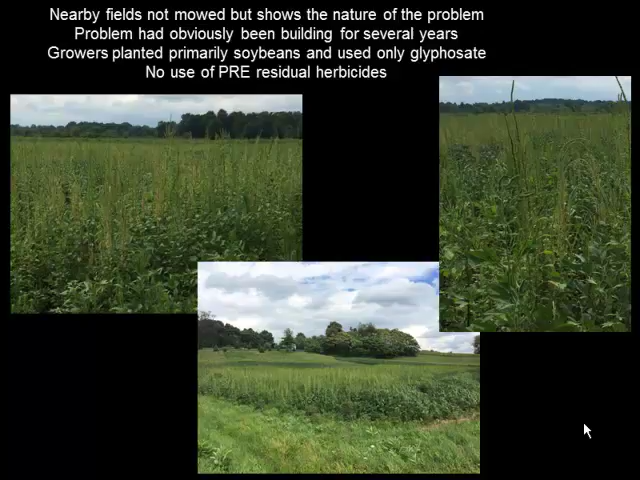 Nearby fields not mowed but shows the nature of the problem
Problem had obviously been building for several years
Growers planted primarily soybeans and used only glyphosate
No use of PRE residual herbicides